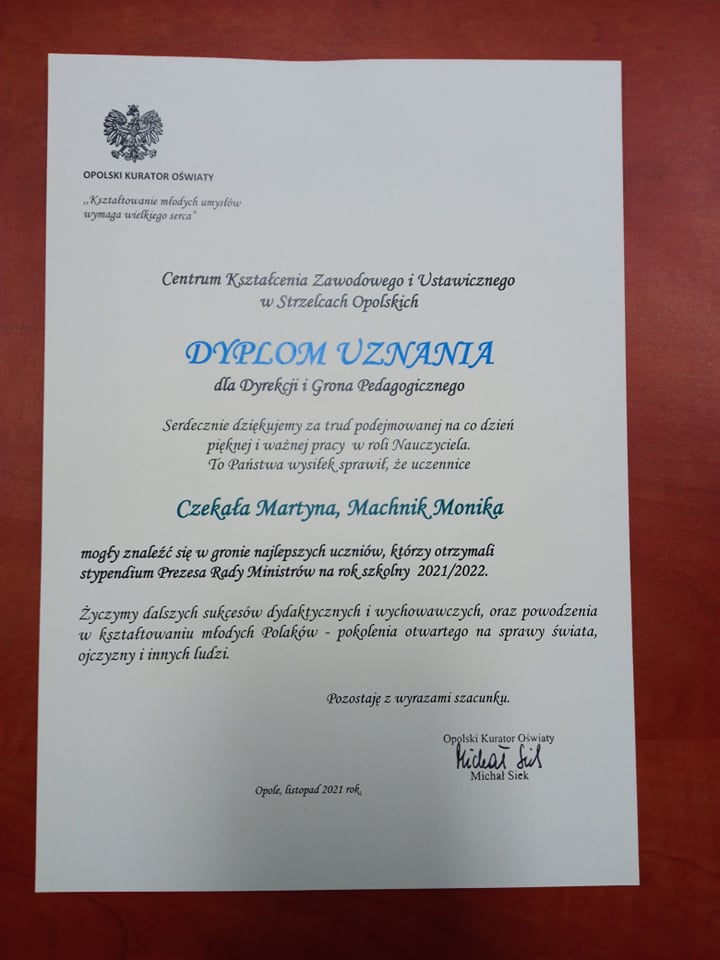 OPOLSKI KURATOR OŚWIATY
,,Kształtowanie młodych umysłów
wymaga wielkiego serca"
Centrum Kształcenia Zawodowego i Ustawicznego
w Strzelcach Opolskich
DYPLOM UZNANIA
dla Dyrekcji i Grona Pedagogicznego
Serdecznie dziękujemy za trud podejmowanej na co dzień
pięknej i ważnej pracy w roli Nauczyciela.
To Państwa wysiłek sprawił, że uczennice
Czekała Martyna, Machnik Monika
mogły znaleźć się w gronie najlepszych uczniów, którzy otrzymali
stypendium Prezesa Rady Ministrów na rok szkolny 2021/2022.
Życzymy dalszych sukcesów dydaktycznych i wychowawczych, oraz powodzenia
w kształtowaniu młodych Polaków - pokolenia otwartego na sprawy świata,
ojczyzny i innych ludzi.
Pozostaję z wyrazami szacunku.
Opolski Kurator Oświaty
Michał Siek
Michał Siek
Opole, listopad 2021 rok.